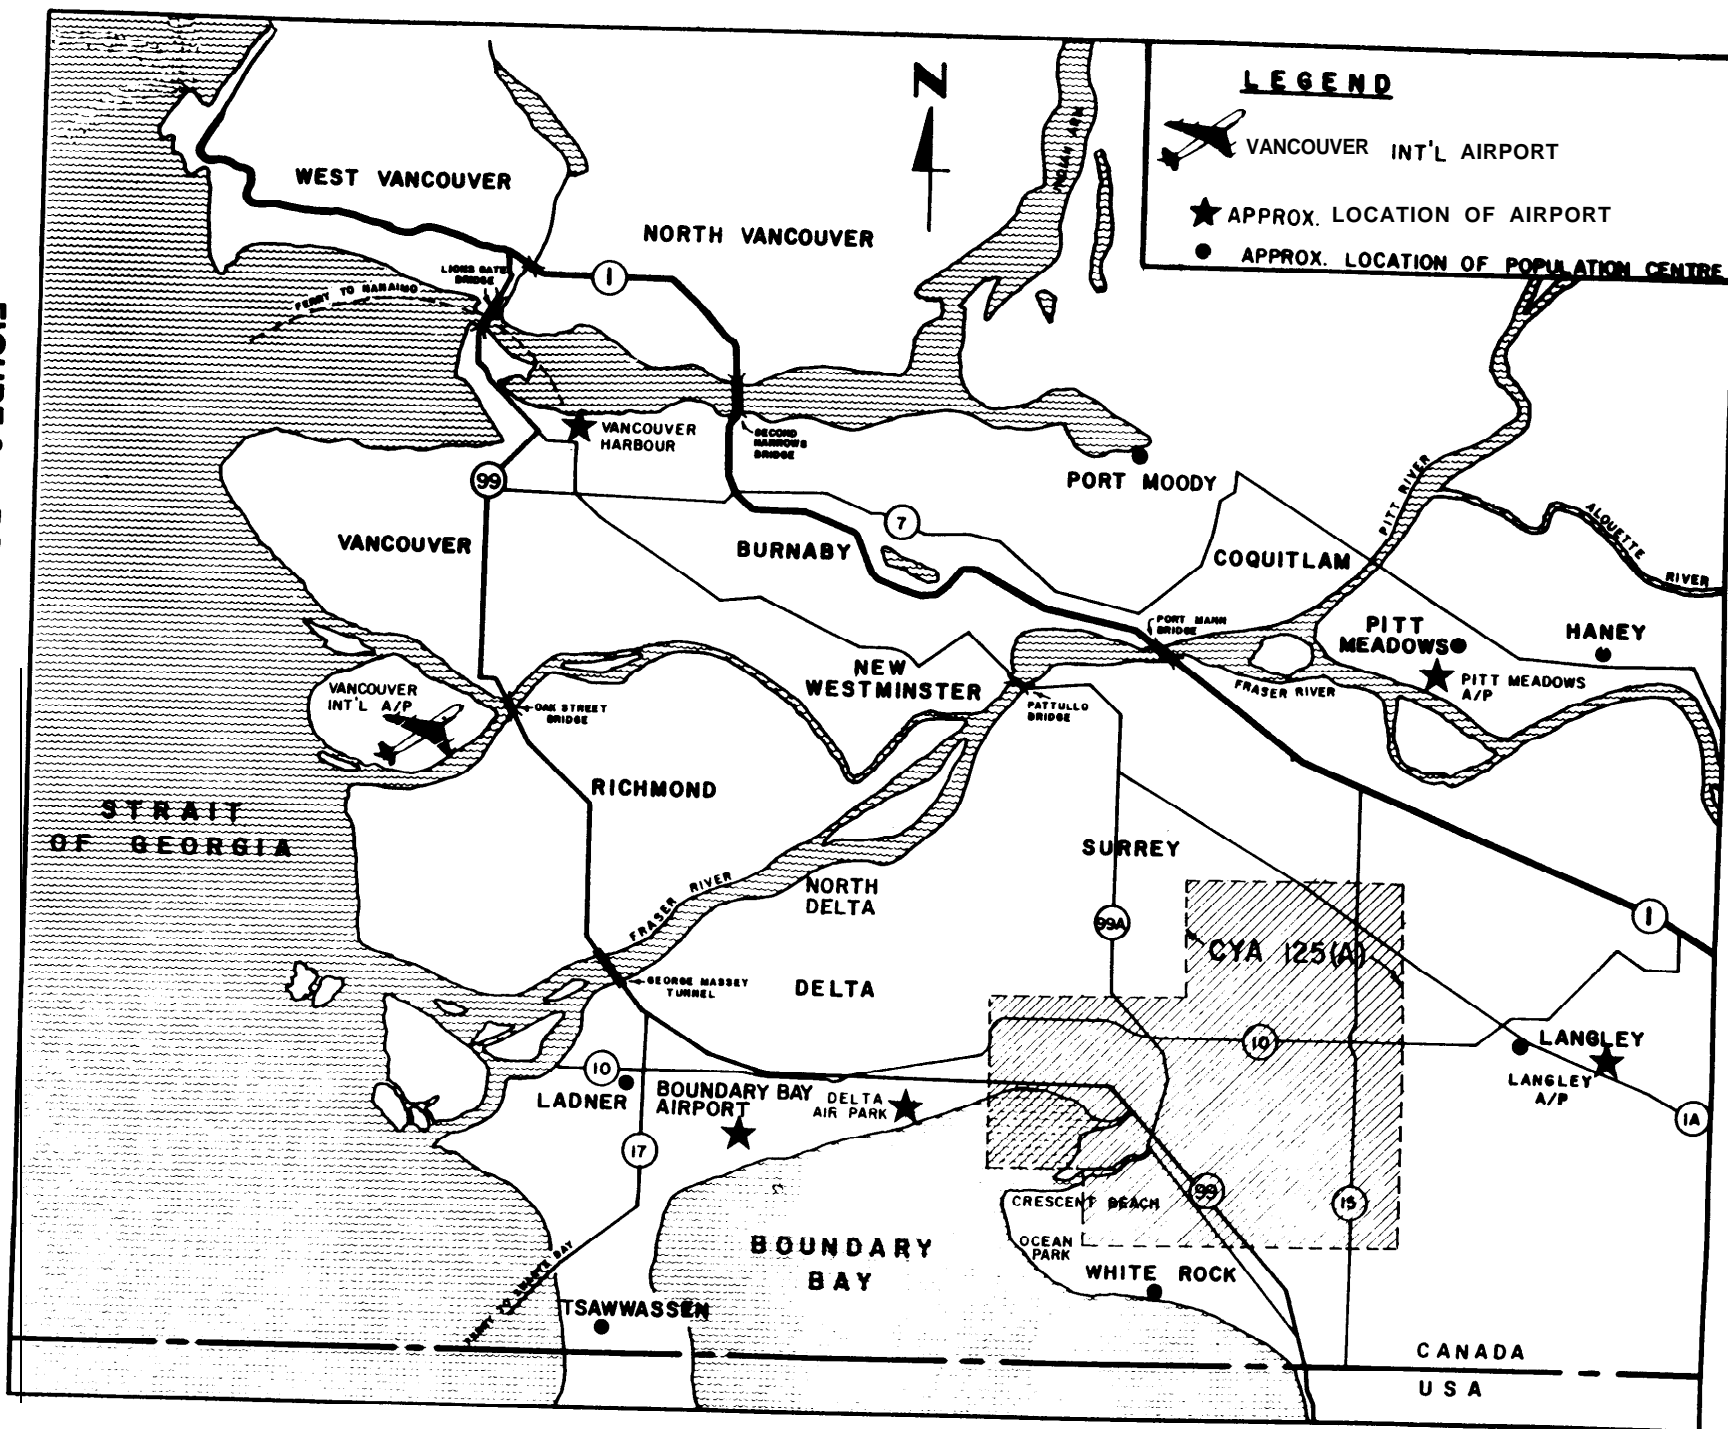 N
LEGEND
VANCOUVER INT'L AIRPORT
APPROX. LOCATION OF AIRPORT
APPROX. LOCATION OF POPULATION CENTRE
INDIAN ARM
WEST VANCOUVER
NORTH VANCOUVER
LIONS GATE
BRIDGE
1
FERRY TO NANAIMO
VANCOUVER
HARBOUR
SECOND
NARROWS
BRIDGE
99
PORT MOODY
PITT RIVER
ALOUETTE
RIVER
7
VANCOUVER
BURNABY
COQUITLAM
PORT MANN
BRIDGE
PITT
MEADOWS
HANEY
PITT MEADOWS
A/P
FRASER RIVER
NEW
WESTMINSTER
PATTULLO
BRIDGE
VANCOUVER
INT'L A/P
OAK STREET
BRIDGE
RICHMOND
STRAIT
OF GEORGIA
SURREY
NORTH
DELTA
FRASER RIVER
99A
1
CYA 125(A)
GEORGE MASSEY
TUNNEL
DELTA
10
10
LANGLEY
LANGLEY
A/P
1A
LADNER
BOUNDARY BAY
AIRPORT
DELTA
AIR PARK
17
99
15
CRESCENT BEACH
OCEAN
PARK
BOUNDARY
BAY
WHITE ROCK
TSAWWASSEN
CANADA
USA